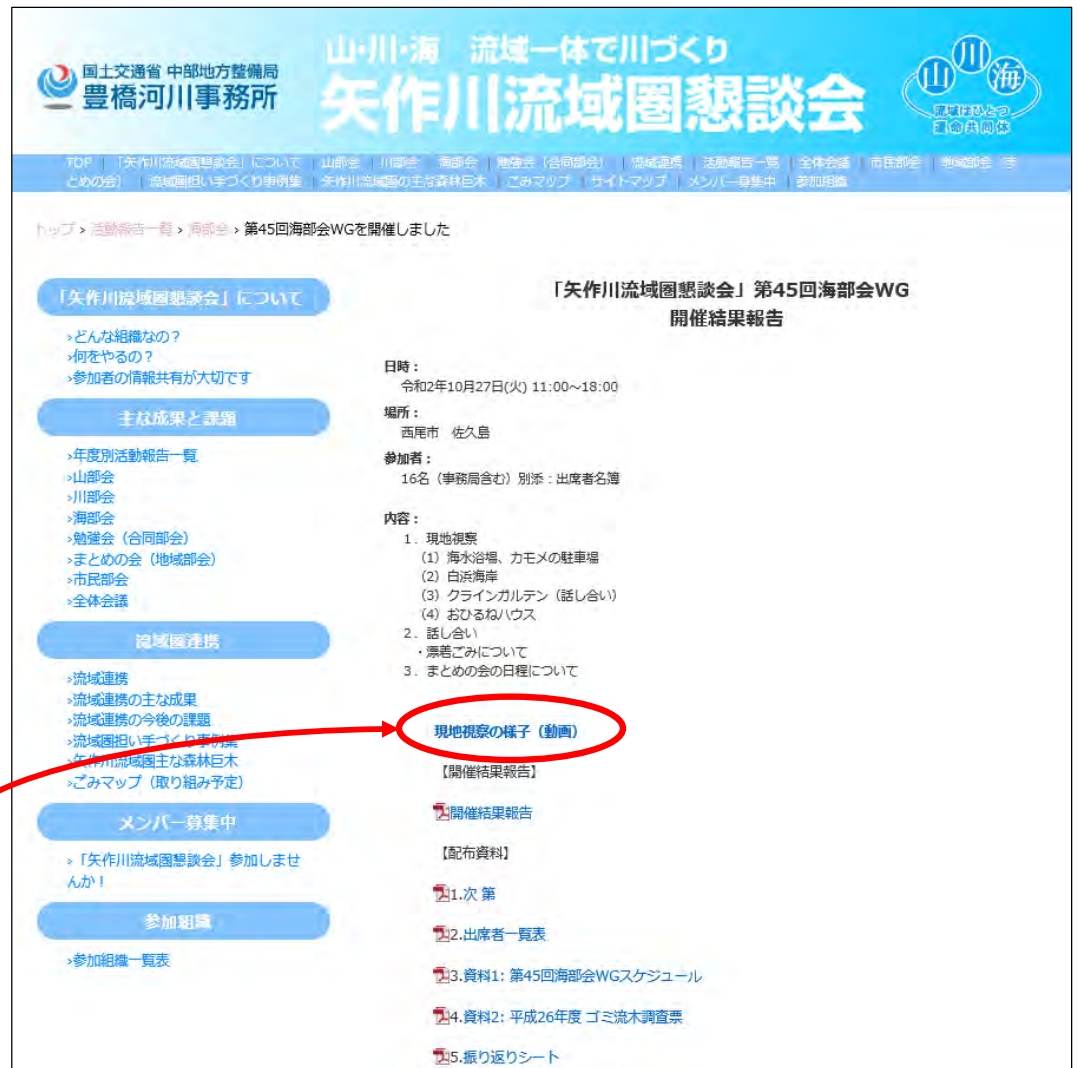 国土交通省 中部地方整備局
豊橋河川事務所
山・川・海 流域一体で川づくり
矢作川流域圏懇談会
山 川 海
流域はひとつ
運命共同体
TOP | 「矢作川流域圏懇談会」について | 山部会 | 川部会 | 海部会 | 勉強会（合同部会） | 流域連携 | 活動報告一覧 | 全体会議 | 市民部会 | 地域部会（ま
とめの会） | 流域圏担い手づくり事例集 | 矢作川流域圏の主な森林巨木 | ごみマップ | サイトマップ | メンバー募集中 | 参加組織
トップ > 活動報告一覧 > 海部会 > 第45回海部会WGを開催しました
「矢作川流域圏懇談会」について
>どんな組織なの？
>何をやるの？
>参加者の情報共有が大切です
主な成果と課題
>年度別活動報告一覧
>山部会
>川部会
>海部会
>勉強会（合同部会）
>まとめの会（地域部会）
>市民部会
>全体会議
流域圏連携
>流域連携
>流域連携の主な成果
>流域連携の今後の課題
>流域圏担い手づくり事例集
>矢作川流域圏主な森林巨木
>ごみマップ（取り組み予定）
メンバー募集中
>「矢作川流域圏懇談会」参加しませ
んか！
参加組織
>参加組織一覧表
「矢作川流域圏懇談会」第45回海部会WG
開催結果報告
日時：
令和2年10月27日(火) 11:00～18:00
場所：
西尾市 佐久島
参加者：
16名（事務局含む）別添：出席者名簿
内容：
1．現地視察
（1）海水浴場、カモメの駐車場
（2）白浜海岸
（3）クラインガルテン（話し合い）
（4）おひるねハウス
2．話し合い
・漂着ごみについて
3．まとめの会の日程について
現地視察の様子（動画）
【開催結果報告】
開催結果報告
【配布資料】
1.次 第
2.出席者一覧表
3.資料1: 第45回海部会WGスケジュール
4.資料2: 平成26年度 ゴミ流木調査票
5.振り返りシート